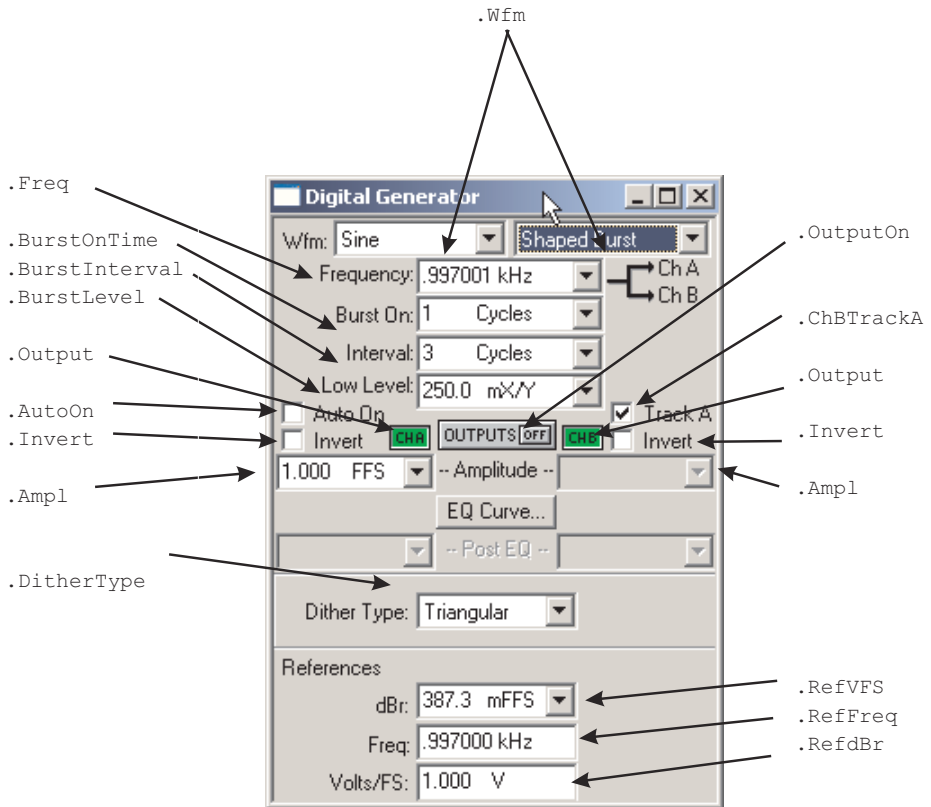 .Wfm
.Freq
.BurstOnTime
.BurstInterval
.BurstLevel
.Output
.AutoOn
.Invert
.Ampl
.DitherType
Digital Generator
Wfm: Sine Shaped Burst
Frequency: .997001 kHz Ch A
Ch B
Burst On: 1 Cycles
Interval: 3 Cycles
Low Level: 250.0 mX/Y
Auto On Track A
Invert CHA OUTPUTS OFF CHB Invert
1.000 FFS -- Amplitude --
EQ Curve...
-- Post EQ --
Dither Type: Triangular
References
dBr: 387.3 mFFS
Freq: .997000 kHz
Volts/FS: 1.000 V
.OutputOn
.ChBTrackA
.Output
.Invert
.Ampl
.RefVFS
.RefFreq
.RefdBr